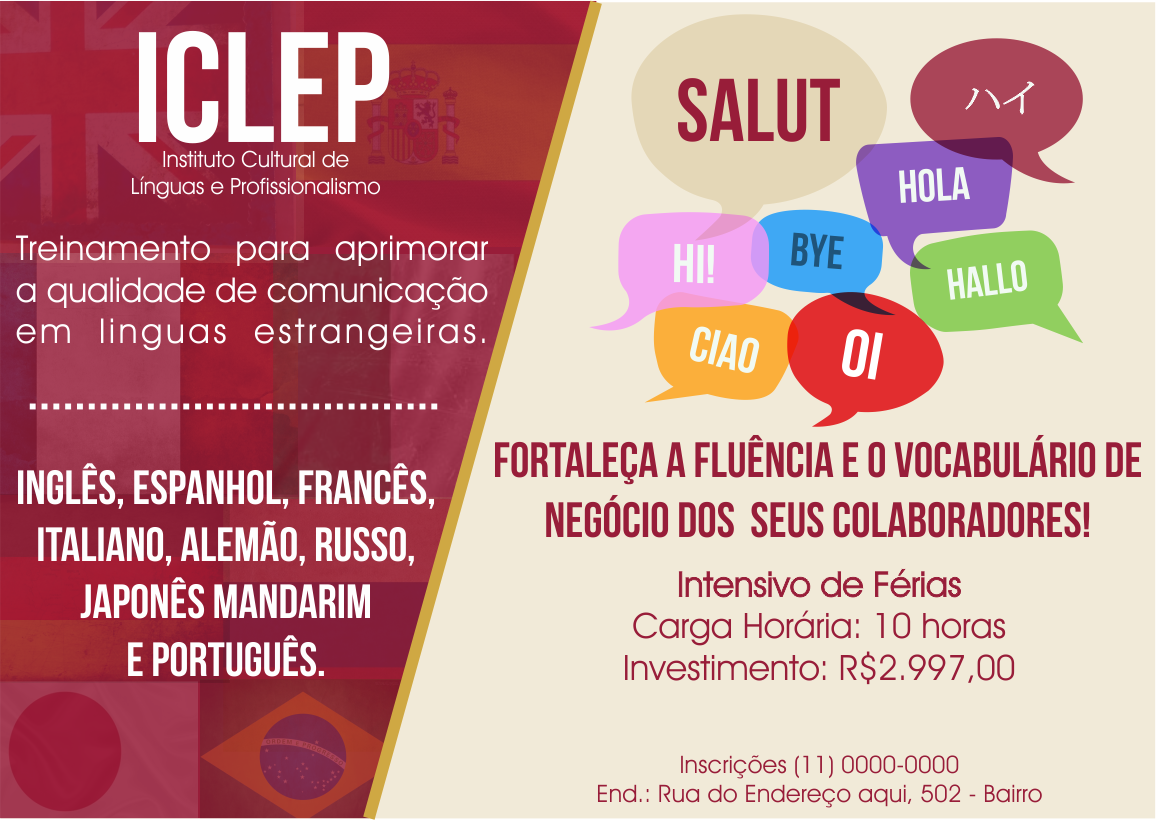 ICLEP
Instituto Cultural de
Línguas e Profissionalismo
Treinamento para aprimorar
a qualidade de comunicação
em linguas estrangeiras.
INGLÊS, ESPANHOL, FRANCÊS,
ITALIANO, ALEMÃO, RUSSO,
JAPONÊS MANDARIM
E PORTUGUÊS.
SALUT
ハイ
HOLA
HI!
BYE
HALLO
CIAO
OI
FORTALEÇA A FLUÊNCIA E O VOCABULÁRIO DE
NEGÓCIO DOS SEUS COLABORADORES!
Intensivo de Férias
Carga Horária: 10 horas
Investimento: R$2.997,00
Inscrições (11) 0000-0000
End.: Rua do Endereço aqui, 502 - Bairro
ORDEM E PROGRESSO